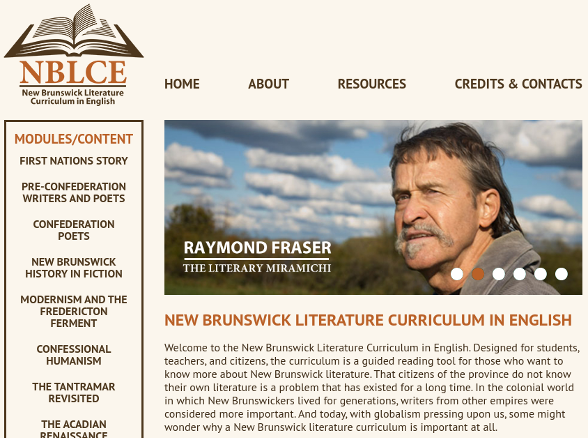 NBLCE
New Brunswick Literature
Curriculum in English
HOME ABOUT RESOURCES CREDITS & CONTACTS
MODULES/CONTENT
FIRST NATIONS STORY
PRE-CONFEDERATION
WRITERS AND POETS
CONFEDERATION
POETS
NEW BRUNSWICK
HISTORY IN FICTION
MODERNISM AND THE
FREDERICTON
FERMENT
CONFESSIONAL
HUMANISM
THE TANTRAMAR
REVISITED
THE ACADIAN
RENAISSANCE
RAYMOND FRASER
THE LITERARY MIRAMICHI
NEW BRUNSWICK LITERATURE CURRICULUM IN ENGLISH
Welcome to the New Brunswick Literature Curriculum in English. Designed for students,
teachers, and citizens, the curriculum is a guided reading tool for those who want to
know more about New Brunswick literature. That citizens of the province do not know
their own literature is a problem that has existed for a long time. In the colonial world
in which New Brunswickers lived for generations, writers from other empires were
considered more important. And today, with globalism pressing upon us, some might
wonder why a New Brunswick literature curriculum is important at all.